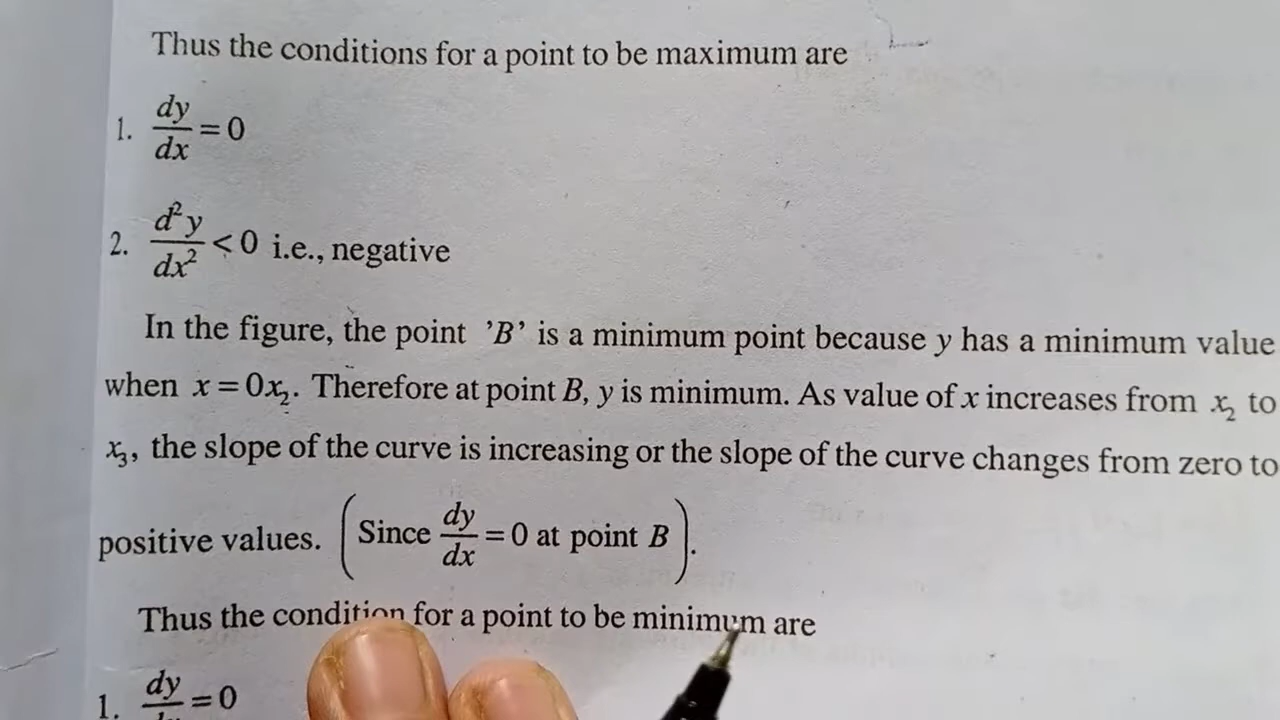 Thus the conditions for a point to be maximum are
1. dy/dx = 0
2. d²y/dx² < 0 i.e., negative
In the figure, the point 'B' is a minimum point because y has a minimum value
when x = 0x₂. Therefore at point B, y is minimum. As value of x increases from x₂ to
x₃, the slope of the curve is increasing or the slope of the curve changes from zero to
positive values. (Since dy/dx = 0 at point B).
Thus the condition for a point to be minimum are
1. dy/dx = 0